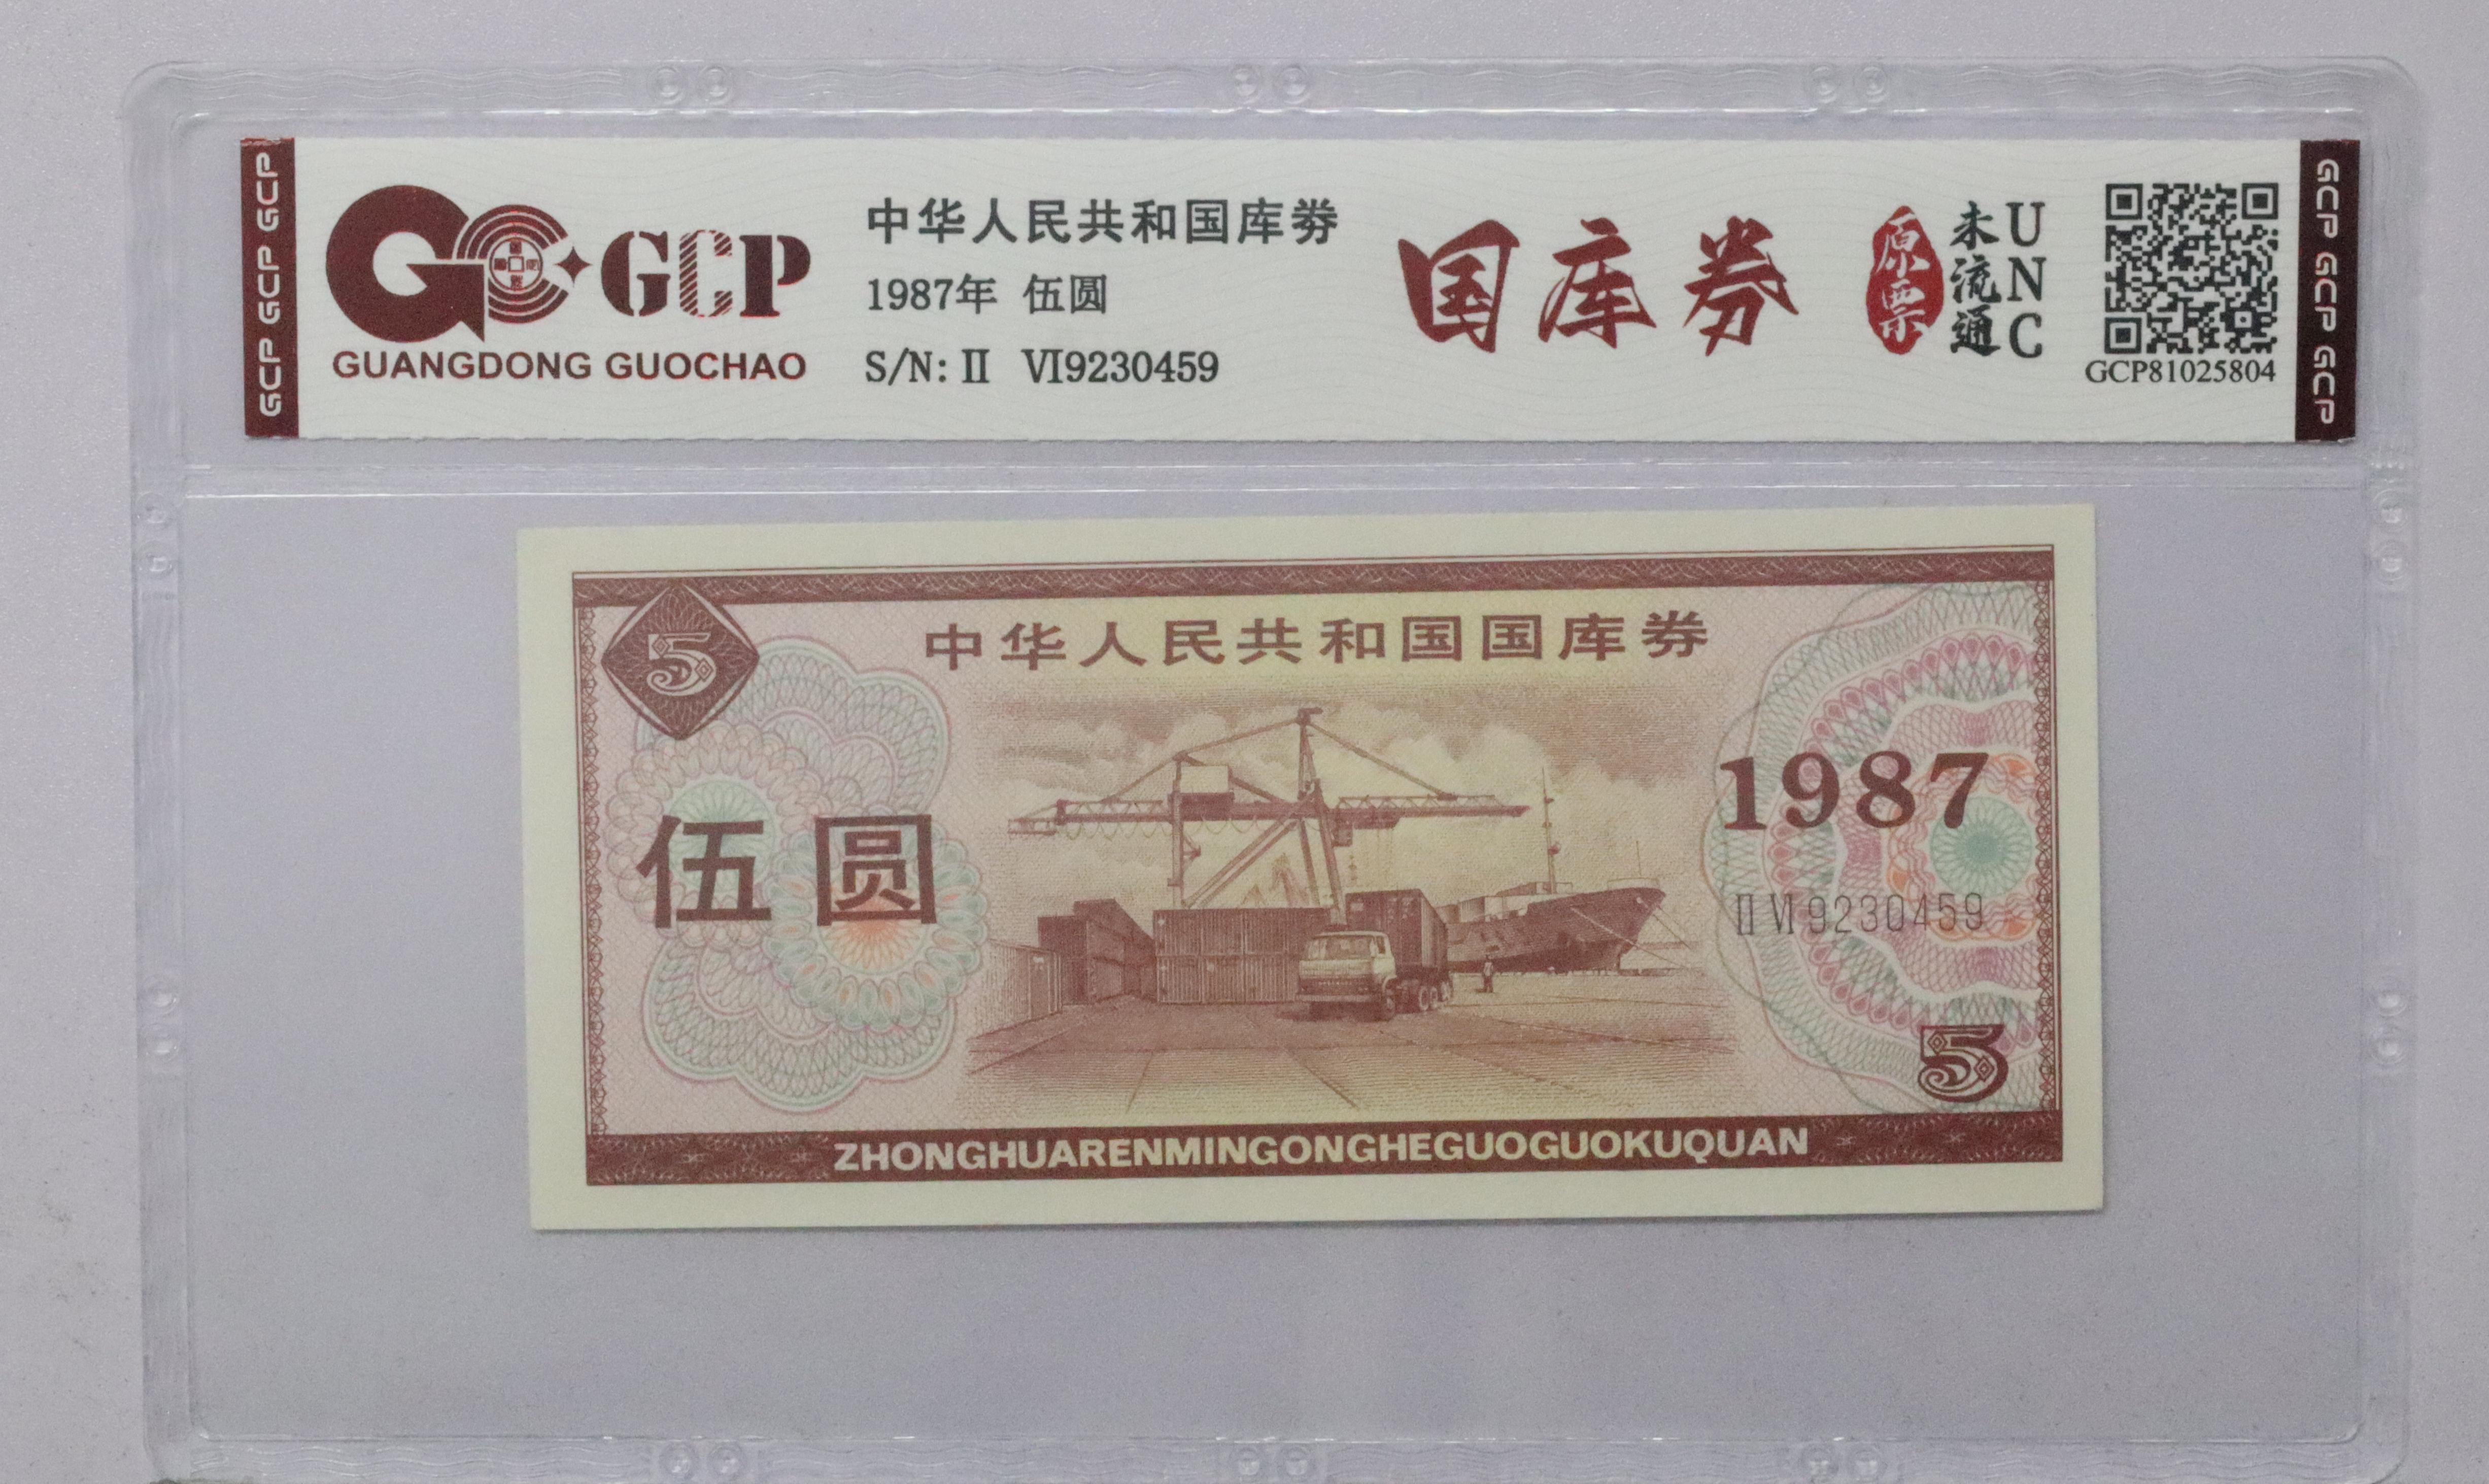 GCP GCP GCP
GCP
GUANGDONG GUOCHAO
中华人民共和国库劵
1987年 伍圆
S/N: II VI9230459
国库券
原票
未流通
UNC
GCP81025804
GCP GCP GCP
5
中华人民共和国国库券
伍圆
1987
II VI 9230459
5
ZHONGHUARENMINGONGHEGUOGUOKUQUAN